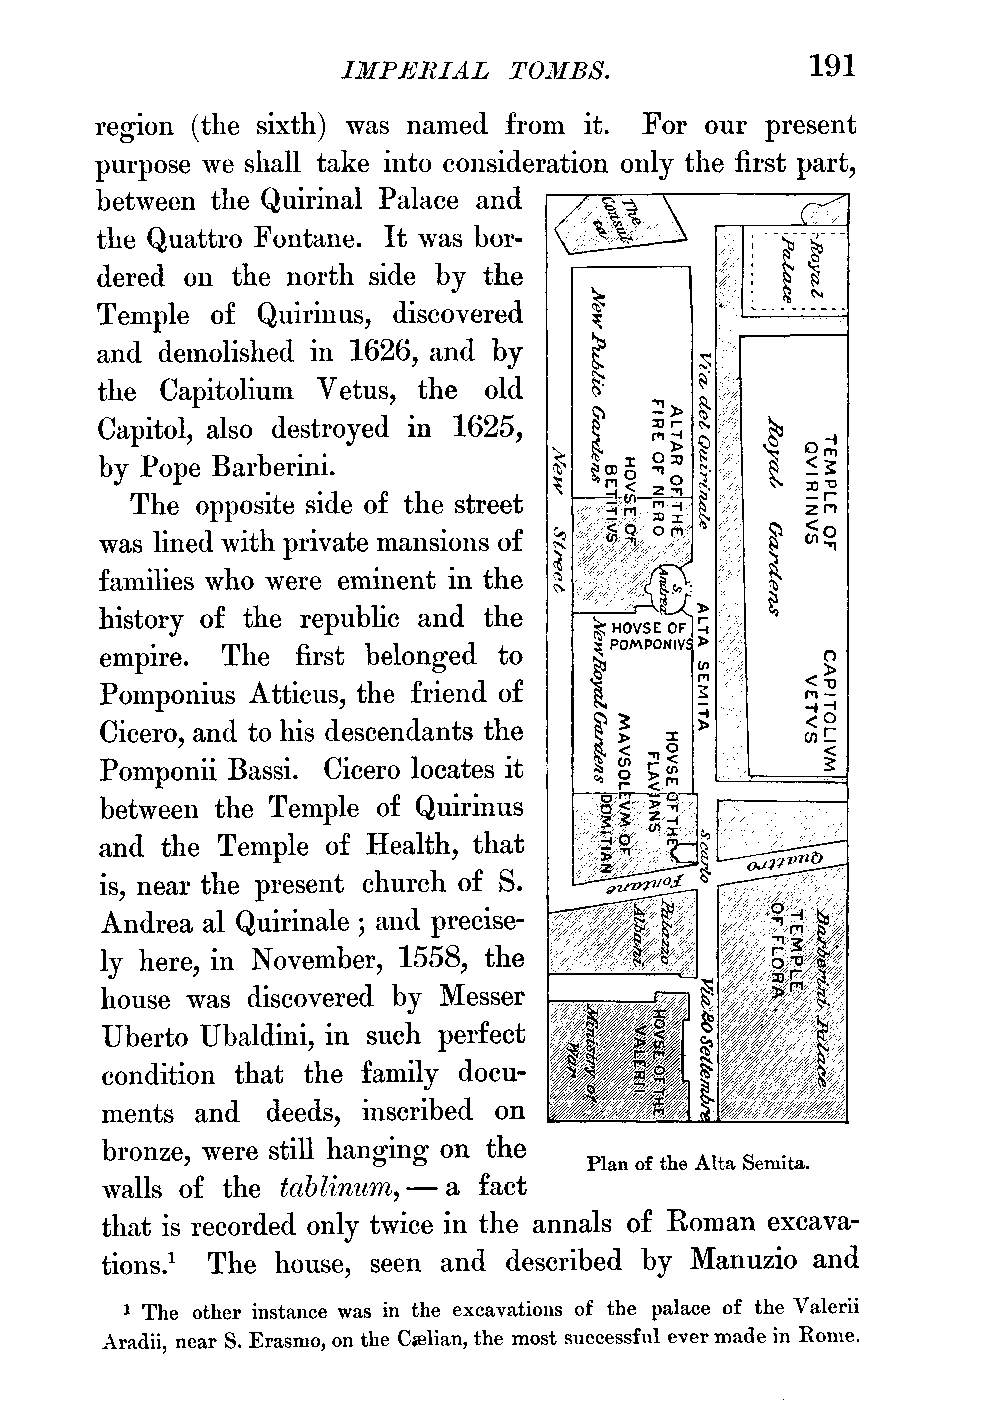 IMPERIAL TOMBS.
191
region (the sixth) was named from it. For our present
purpose we shall take into consideration only the first part,
between the Quirinal Palace and
the Quattro Fontane. It was bor-
dered on the north side by the
Temple of Quirinus, discovered
and demolished in 1626, and by
the Capitolium Vetus, the old
Capitol, also destroyed in 1625,
by Pope Barberini.
The opposite side of the street
was lined with private mansions of
families who were eminent in the
history of the republic and the
empire. The first belonged to
Pomponius Atticus, the friend of
Cicero, and to his descendants the
Pomponii Bassi. Cicero locates it
between the Temple of Quirinus
and the Temple of Health, that
is, near the present church of S.
Andrea al Quirinale ; and precise-
ly here, in November, 1558, the
house was discovered by Messer
Uberto Ubaldini, in such perfect
condition that the family docu-
ments and deeds, inscribed on
bronze, were still hanging on the
walls of the tablinum, — a fact
that is recorded only twice in the annals of Roman excava-
tions.¹ The house, seen and described by Manuzio and
The
Consul
ta
Royal
Palace
New Public Gardens
Via del Quirinale
ALTAR OF THE
FIRE OF NERO
HOVSE OF
BETITIVS
TEMPLE OF
QVIRINVS
Royal Gardens
New Street
S.
Andrea
HOVSE OF
POMPONIVS
ALTA SEMITA
New Royal Gardens
CAPITOLIVM
VETVS
HOVSE OF THE
FLAVIANS
MAVSOLEVM OF
DOMITIAN
Scarlo
Quattro
Fontane
Palazzo
Albani
TEMPLE
OF FLORA
Barberini Palace
Via 20 Settembre
HOVSE OF THE
VALERII
Ministry of
War
Plan of the Alta Semita.
¹ The other instance was in the excavations of the palace of the Valerii
Aradii, near S. Erasmo, on the Cælian, the most successful ever made in Rome.